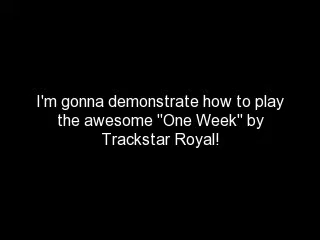 I'm gonna demonstrate how to play
the awesome "One Week" by
Trackstar Royal!